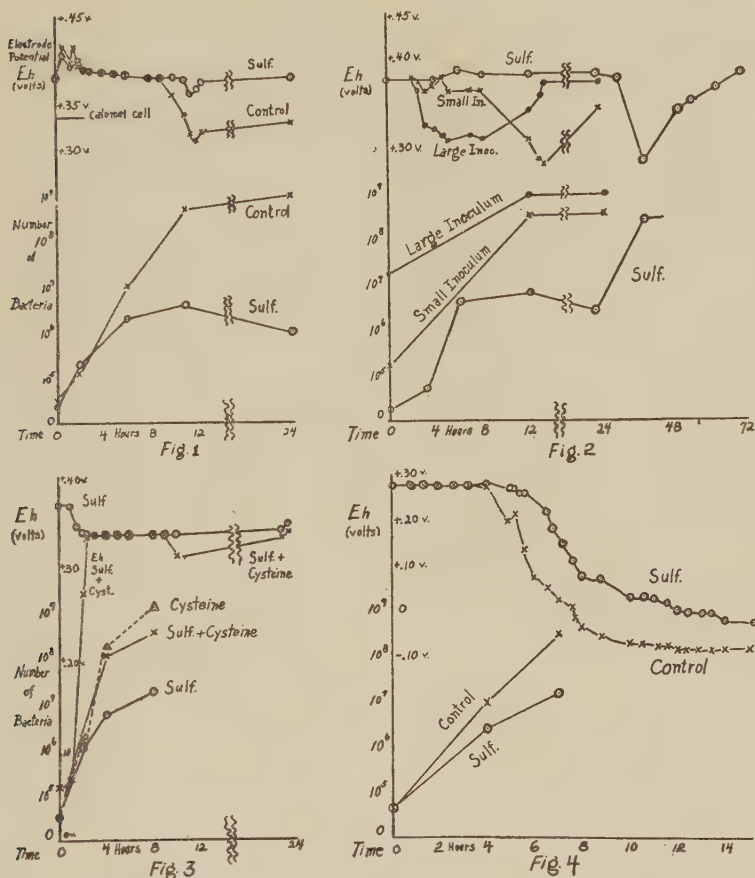 +.45v.
Electrode
Potential
Eh
(volts)
Sulf.
+.35v.
Calomel cell
Control
+.30 v.
10⁹
Control
Number
10⁸
of
10⁷
Bacteria
Sulf.
10⁶
10⁵
0
Time 0 4 Hours 8 12 24
Fig. 1
+.45 v.
+.40 v.
Sulf.
Eh
(volts)
Small In.
+.30 v.
Large Inoc.
10⁹
10⁸
Large Inoculum
10⁷
Small Inoculum
Sulf.
10⁶
10⁵
0
Time 0 4 Hours 8 12 24 48 72
Fig. 2
+.40 v.
Sulf
Eh
(volts)
Eh
Sulf.
+
Cyst.
Sulf. +
Cysteine
+.30
10⁹
Cysteine
Sulf. + Cysteine
10⁸
+.20
Number
10⁷
of
Sulf.
Bacteria
10⁶
10⁵
0
Time 0 4 Hours 8 12 24
Fig. 3
+.30 v.
Eh
(volts)
+.20 v.
+.10 v.
Sulf.
10⁹
0
10⁸
-.10 v.
Control
Control
10⁷
Sulf.
10⁶
10⁵
0
Time 0 2 Hours 4 6 8 10 12 14
Fig. 4